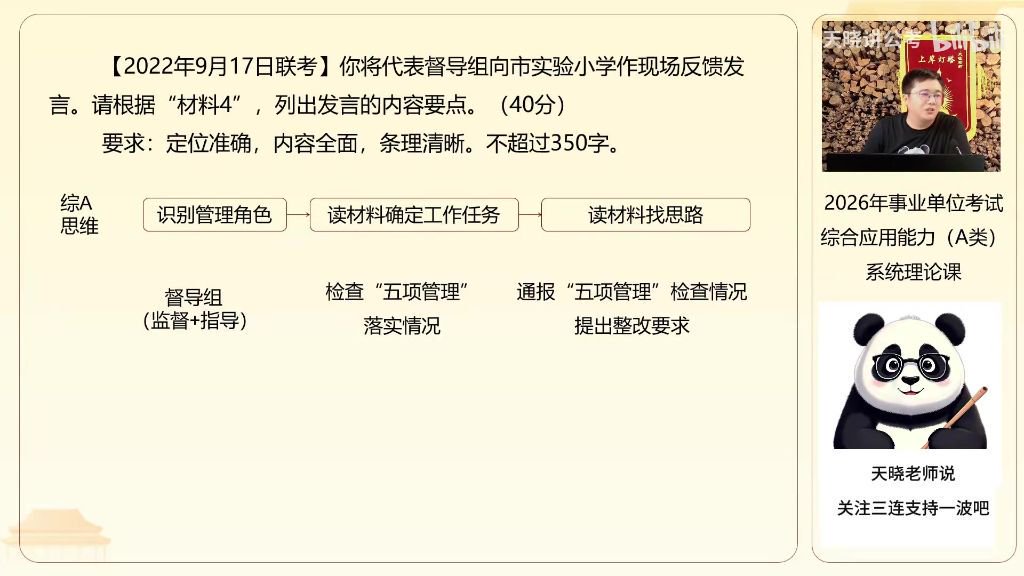 【2022年9月17日联考】你将代表督导组向市实验小学作现场反馈发
言。请根据“材料4”，列出发言的内容要点。（40分）
要求：定位准确，内容全面，条理清晰。不超过350字。
综A
思维
识别管理角色
读材料确定工作任务
读材料找思路
督导组
（监督+指导）
检查“五项管理”
落实情况
通报“五项管理”检查情况
提出整改要求
天晓讲公考
bilibili
上岸灯塔
2026年事业单位考试
综合应用能力（A类）
系统理论课
天晓老师说
关注三连支持一波吧